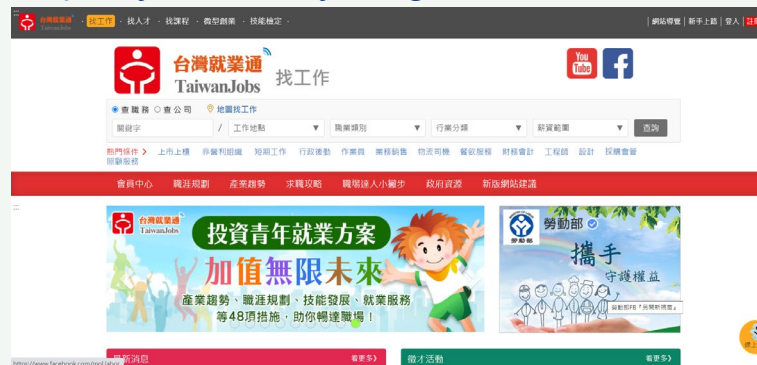 台灣就業通
TaiwanJobs
找工作 · 找人才 · 找課程 · 微型創業 · 技能檢定 ·
網站導覽 | 新手上路 | 登入 |
台灣就業通
TaiwanJobs
找工作
You
Tube
查職務 查公司 地圖找工作
關鍵字 / 工作地點 ▼ 職業類別 ▼ 行業分類 ▼ 薪資範圍 ▼ 查詢
熱門條件 > 上市上櫃 非營利組織 短期工作 行政後勤 作業員 業務銷售 物流司機 餐飲服務 財務會計 工程師 設計 採購倉管
照顧服務
會員中心 職涯規劃 產業趨勢 求職攻略 職場達人小撇步 政府資源 新版網站建議
台灣就業通
TaiwanJobs
投資青年就業方案
加值無限未來
產業趨勢、職涯規劃、技能發展、就業服務
等48項措施，助你暢達職場！
勞動部
勞動部
攜手
守護權益
最新消息 看更多》
徵才活動 看更多》